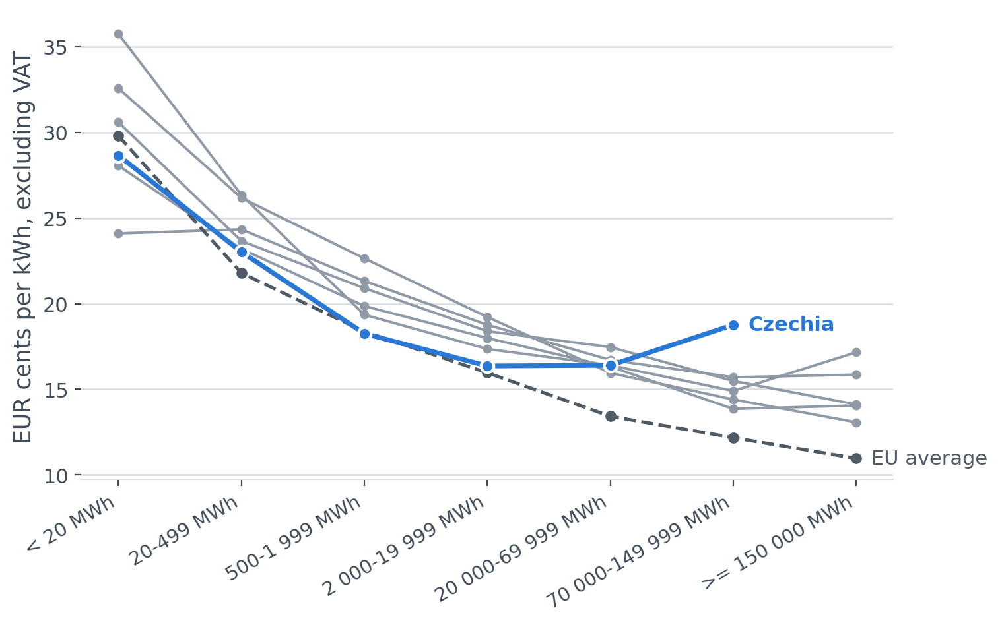 EUR cents per kWh, excluding VAT
35
30
25
20
15
10
Czechia
EU average
< 20 MWh
20-499 MWh
500-1 999 MWh
2 000-19 999 MWh
20 000-69 999 MWh
70 000-149 999 MWh
>= 150 000 MWh